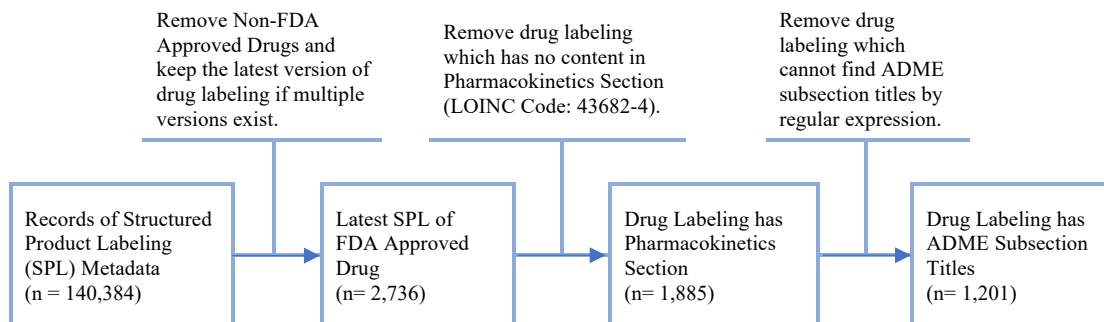 Remove Non-FDA
Approved Drugs and
keep the latest version of
drug labeling if multiple
versions exist.
Remove drug labeling
which has no content in
Pharmacokinetics Section
(LOINC Code: 43682-4).
Remove drug
labeling which
cannot find ADME
subsection titles by
regular expression.
Records of Structured
Product Labeling
(SPL) Metadata
(n = 140,384)
Latest SPL of
FDA Approved
Drug
(n= 2,736)
Drug Labeling has
Pharmacokinetics
Section
(n= 1,885)
Drug Labeling has
ADME Subsection
Titles
(n= 1,201)